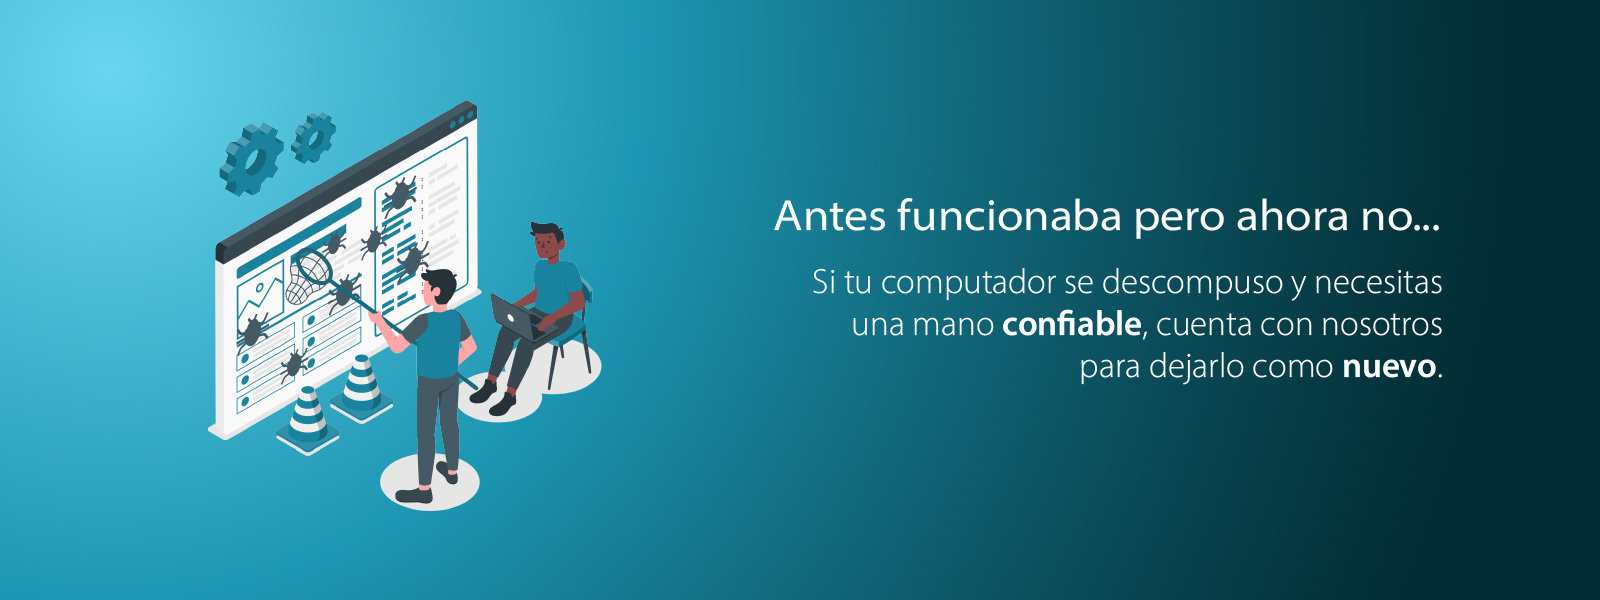 Antes funcionaba pero ahora no...
Si tu computador se descompuso y necesitas
una mano confiable, cuenta con nosotros
para dejarlo como nuevo.